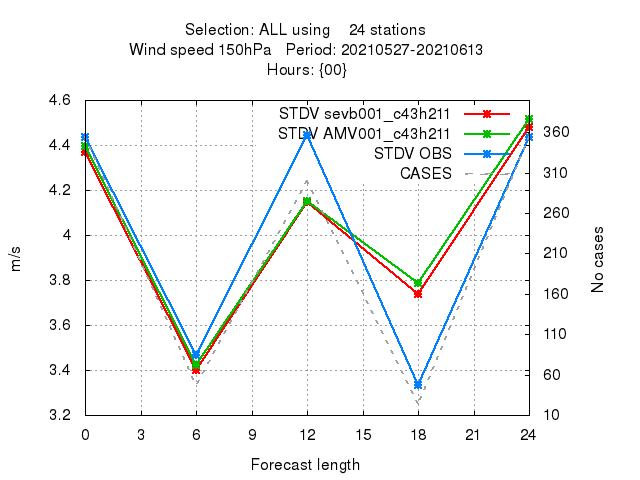 Selection: ALL using 24 stations
Wind speed 150hPa Period: 20210527-20210613
Hours: {00}
STDV sevb001_c43h211
STDV AMV001_c43h211
STDV OBS
CASES
4.6
4.4
4.2
4
3.8
3.6
3.4
3.2
m/s
360
310
260
210
160
110
60
10
No cases
0 3 6 9 12 15 18 21 24
Forecast length